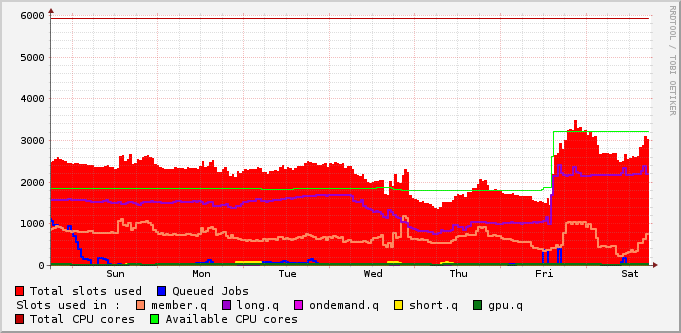 RRDTOOL / TOBI OETIKER
6000
5000
4000
3000
2000
1000
0
Sun Mon Tue Wed Thu Fri Sat
Total slots used Queued Jobs
Slots used in : member.q long.q ondemand.q short.q gpu.q
Total CPU cores Available CPU cores